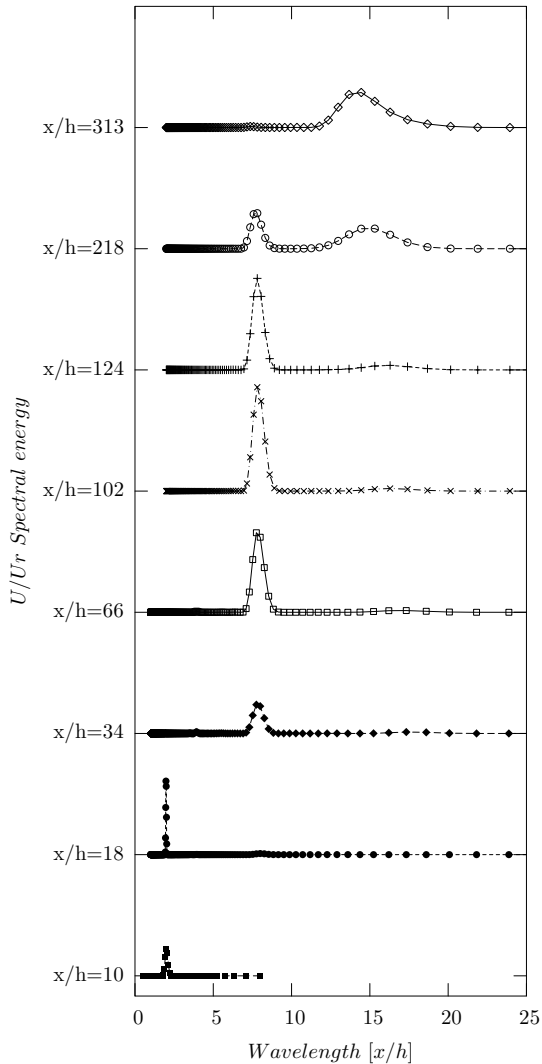 x/h=313
x/h=218
x/h=124
x/h=102
x/h=66
x/h=34
x/h=18
x/h=10
U/Ur Spectral energy
0 5 10 15 20 25
Wavelength [x/h]